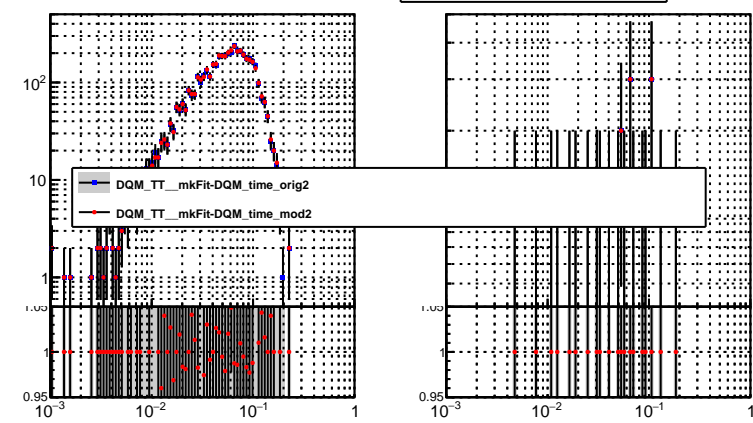 10²
10
1
DQM_TT__mkFit-DQM_time_orig2
DQM_TT__mkFit-DQM_time_mod2
1.05 1.05
1 1
0.95 0.95
10⁻³ 10⁻² 10⁻¹ 1 10⁻³ 10⁻² 10⁻¹ 1